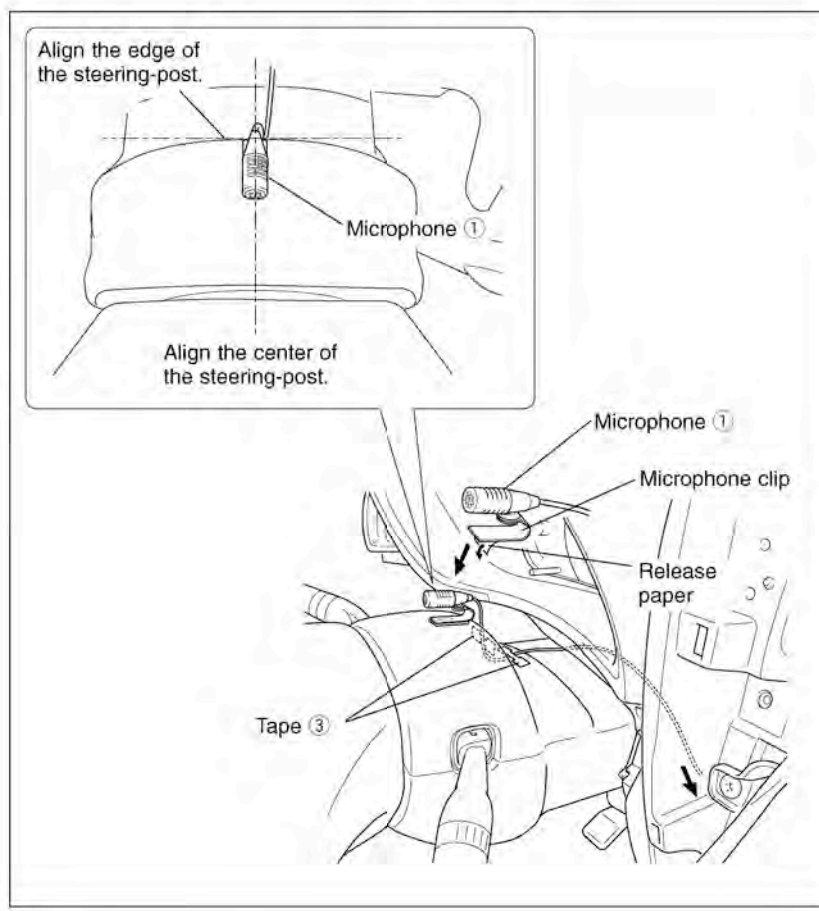 Align the edge of
the steering-post.
Microphone ①
Align the center of
the steering-post.
Microphone ①
Microphone clip
Release
paper
Tape ③